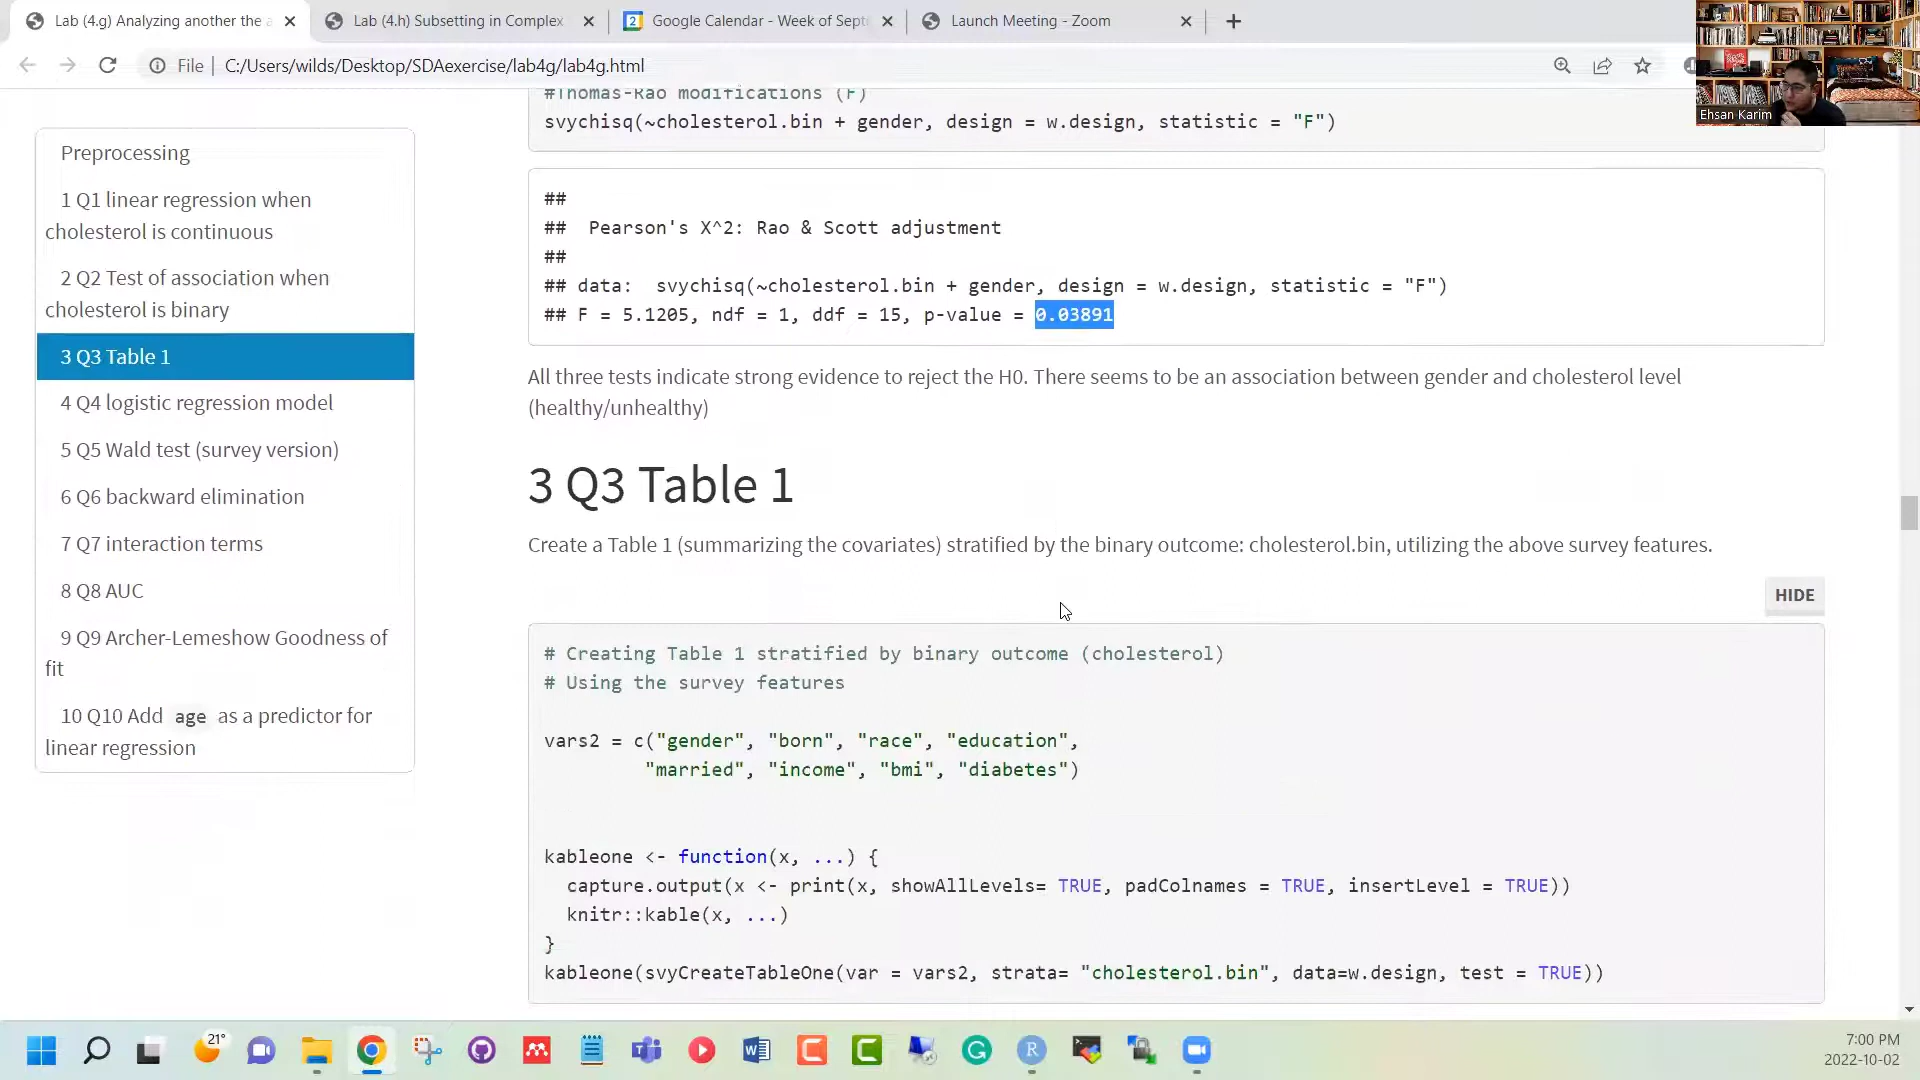 Lab (4.g) Analyzing another the a
Lab (4.h) Subsetting in Complex
Google Calendar - Week of Septe
Launch Meeting - Zoom
File
C:/Users/wilds/Desktop/SDAexercise/lab4g/lab4g.html
Ehsan Karim
Preprocessing
1 Q1 linear regression when
cholesterol is continuous
2 Q2 Test of association when
cholesterol is binary
3 Q3 Table 1
4 Q4 logistic regression model
5 Q5 Wald test (survey version)
6 Q6 backward elimination
7 Q7 interaction terms
8 Q8 AUC
9 Q9 Archer-Lemeshow Goodness of
fit
10 Q10 Add age as a predictor for
linear regression
#Thomas-Rao modifications (F)
svychisq(~cholesterol.bin + gender, design = w.design, statistic = "F")
##
## Pearson's X^2: Rao & Scott adjustment
##
## data: svychisq(~cholesterol.bin + gender, design = w.design, statistic = "F")
## F = 5.1205, ndf = 1, ddf = 15, p-value = 0.03891
All three tests indicate strong evidence to reject the H0. There seems to be an association between gender and cholesterol level
(healthy/unhealthy)
3 Q3 Table 1
Create a Table 1 (summarizing the covariates) stratified by the binary outcome: cholesterol.bin, utilizing the above survey features.
HIDE
# Creating Table 1 stratified by binary outcome (cholesterol)
# Using the survey features
vars2 = c("gender", "born", "race", "education",
"married", "income", "bmi", "diabetes")
kableone <- function(x, ...) {
capture.output(x <- print(x, showAllLevels= TRUE, padColnames = TRUE, insertLevel = TRUE))
knitr::kable(x, ...)
}
kableone(svyCreateTableOne(var = vars2, strata= "cholesterol.bin", data=w.design, test = TRUE))
21°
7:00 PM
2022-10-02